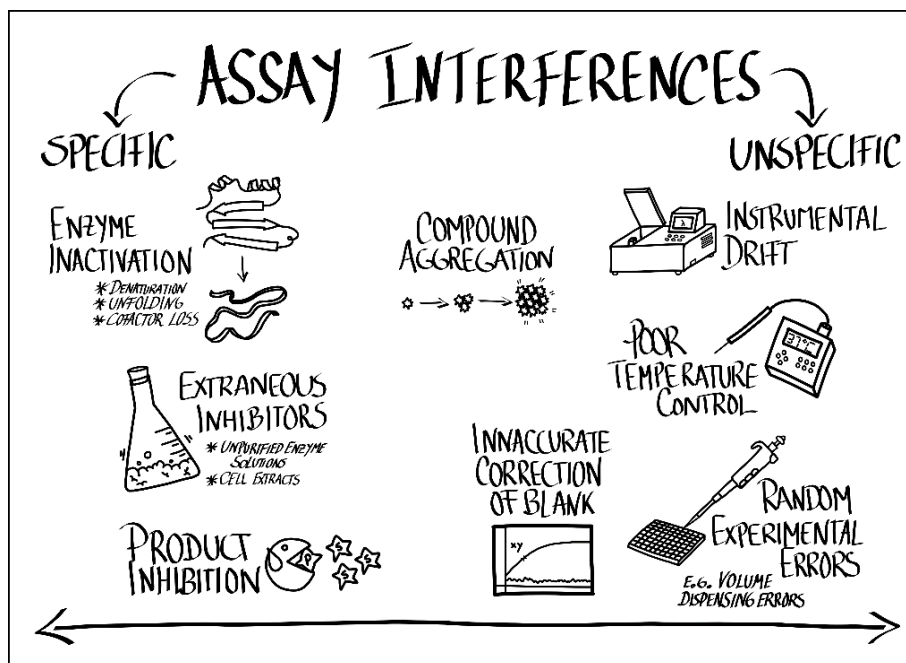 ASSAY INTERFERENCES
SPECIFIC
UNSPECIFIC
ENZYME
INACTIVATION
* DENATURATION
* UNFOLDING
* COFACTOR LOSS
COMPOUND
AGGREGATION
INSTRUMENTAL
DRIFT
EXTRANEOUS
INHIBITORS
* UNPURIFIED ENZYME
SOLUTIONS
* CELL EXTRACTS
37°C
POOR
TEMPERATURE
CONTROL
PRODUCT
INHIBITION
INNACCURATE
CORRECTION
OF BLANK
xy
RANDOM
EXPERIMENTAL
ERRORS
E.G. VOLUME
DISPENSING ERRORS